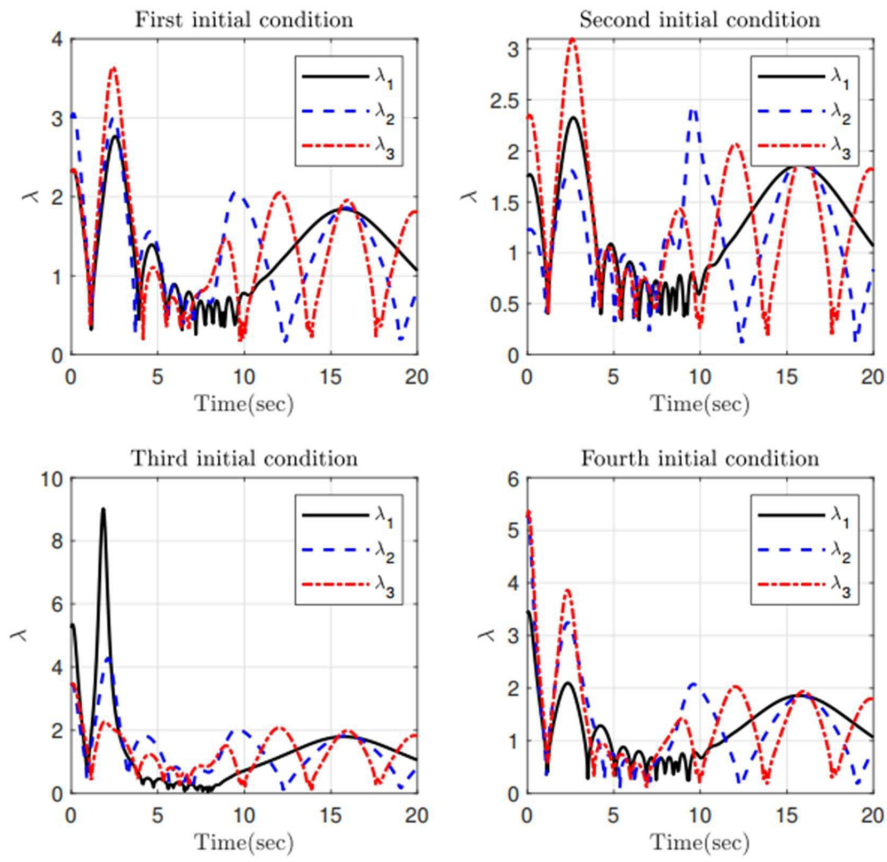 First initial condition
4
3
2
1
0
λ
λ1
λ2
λ3
0 5 10 15 20
Time(sec)
Second initial condition
3
2.5
2
1.5
1
0.5
0
λ
λ1
λ2
λ3
0 5 10 15 20
Time(sec)
Third initial condition
10
8
6
4
2
0
λ
λ1
λ2
λ3
0 5 10 15 20
Time(sec)
Fourth initial condition
6
5
4
3
2
1
0
λ
λ1
λ2
λ3
0 5 10 15 20
Time(sec)